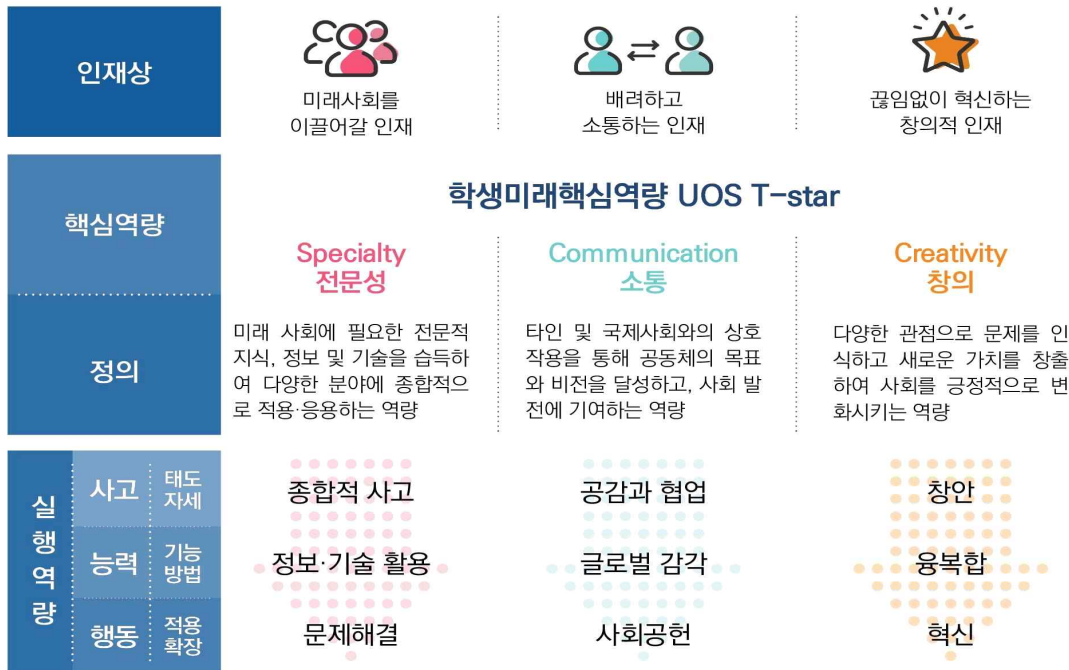 인재상
미래사회를
이끌어갈 인재
배려하고
소통하는 인재
끊임없이 혁신하는
창의적 인재
핵심역량
학생미래핵심역량 UOS T-star
Specialty
전문성
Communication
소통
Creativity
창의
정의
미래 사회에 필요한 전문적
지식, 정보 및 기술을 습득하
여 다양한 분야에 종합적으
로 적용·응용하는 역량
타인 및 국제사회와의 상호
작용을 통해 공동체의 목표
와 비전을 달성하고, 사회 발
전에 기여하는 역량
다양한 관점으로 문제를 인
식하고 새로운 가치를 창출
하여 사회를 긍정적으로 변
화시키는 역량
실행역량
사고
태도
자세
종합적 사고
공감과 협업
창안
능력
기능
방법
정보·기술 활용
글로벌 감각
융복합
행동
적용
확장
문제해결
사회공헌
혁신